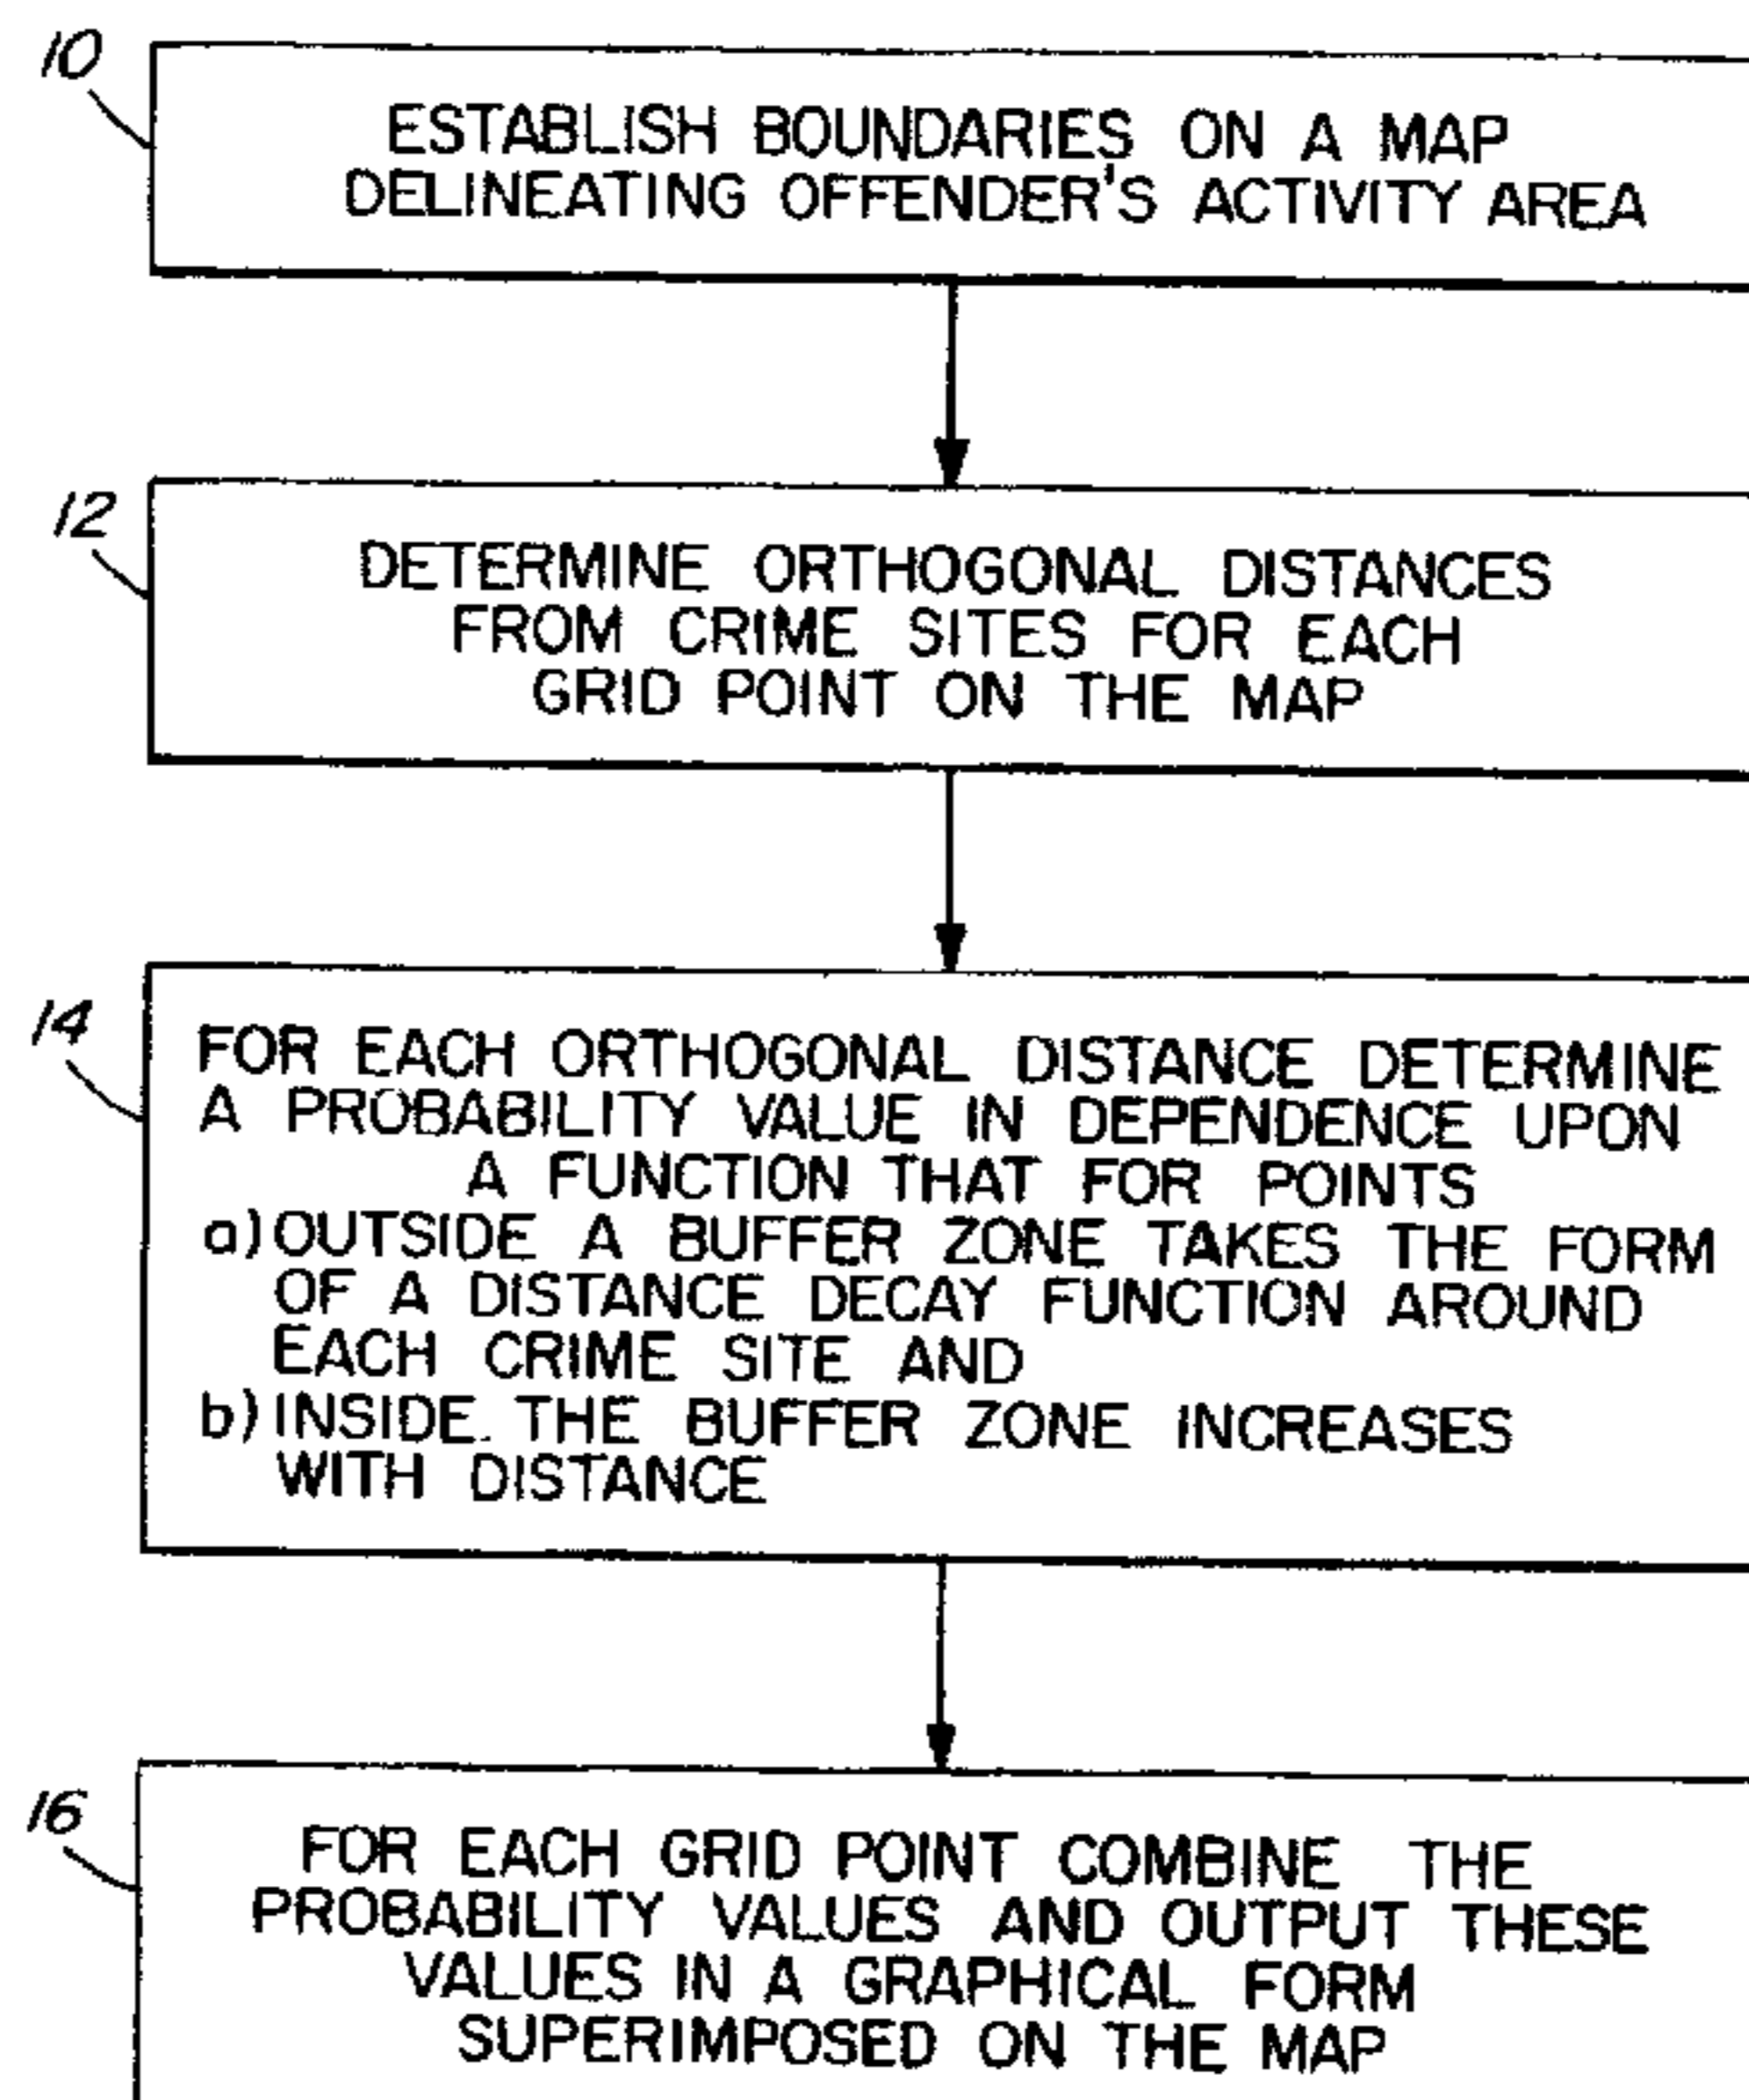 10
ESTABLISH BOUNDARIES ON A MAP
DELINEATING OFFENDER'S ACTIVITY AREA
12
DETERMINE ORTHOGONAL DISTANCES
FROM CRIME SITES FOR EACH
GRID POINT ON THE MAP
14
FOR EACH ORTHOGONAL DISTANCE DETERMINE
A PROBABILITY VALUE IN DEPENDENCE UPON
A FUNCTION THAT FOR POINTS
a) OUTSIDE A BUFFER ZONE TAKES THE FORM
OF A DISTANCE DECAY FUNCTION AROUND
EACH CRIME SITE AND
b) INSIDE THE BUFFER ZONE INCREASES
WITH DISTANCE
16
FOR EACH GRID POINT COMBINE THE
PROBABILITY VALUES AND OUTPUT THESE
VALUES IN A GRAPHICAL FORM
SUPERIMPOSED ON THE MAP